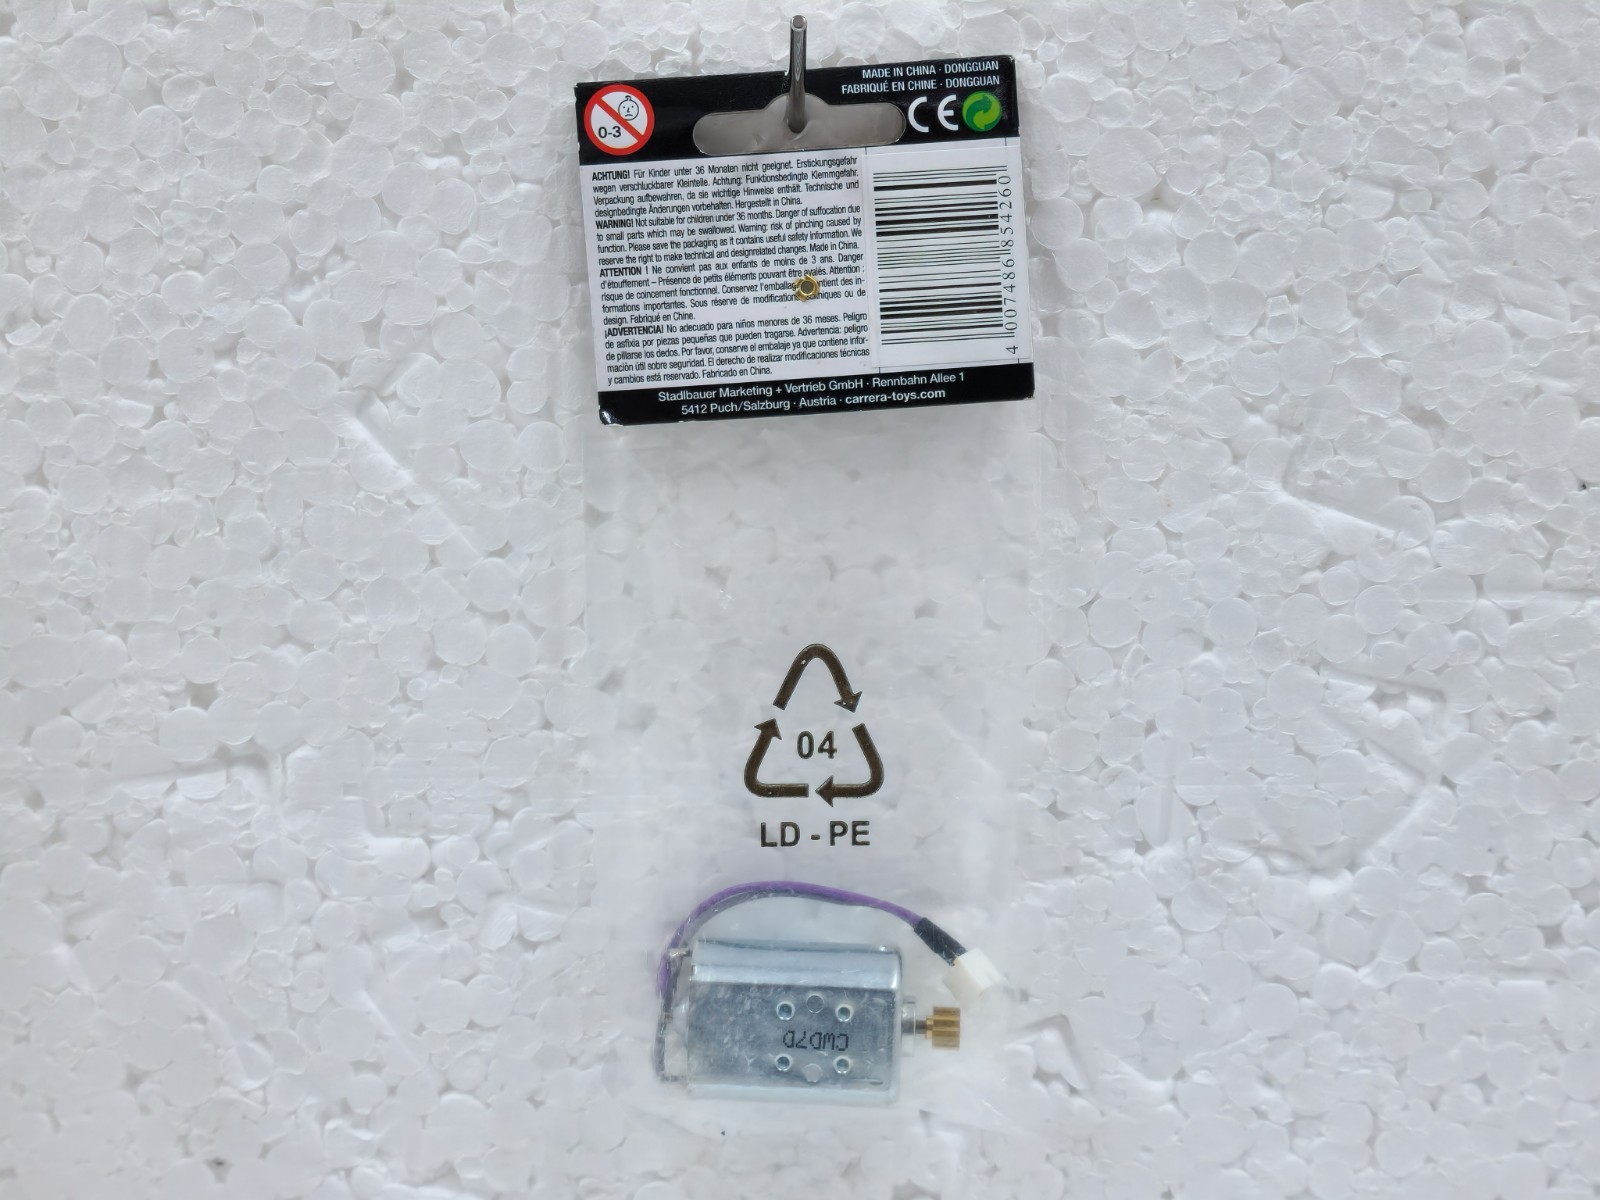 MADE IN CHINA · DONGGUAN
FABRIQUÉ EN CHINE · DONGGUAN
0-3
CE
ACHTUNG! Für Kinder unter 36 Monaten nicht geeignet. Erstickungsgefahr
wegen verschluckbarer Kleinteile. Achtung: Funktionsbedingte Klemmgefahr.
Verpackung aufbewahren, da sie wichtige Hinweise enthält. Technische und
designbedingte Änderungen vorbehalten. Hergestellt in China.
WARNING! Not suitable for children under 36 months. Danger of suffocation due
to small parts which may be swallowed. Warning: risk of pinching caused by
function. Please save the packaging as it contains useful safety information. We
reserve the right to make technical and designrelated changes. Made in China.
ATTENTION ! Ne convient pas aux enfants de moins de 3 ans. Danger
d'étouffement – Présence de petits éléments pouvant être avalés. Attention :
risque de coincement fonctionnel. Conservez l'emballage contient des in-
formations importantes. Sous réserve de modifications techniques ou de
design. Fabriqué en Chine.
¡ADVERTENCIA! No adecuado para niños menores de 36 meses. Peligro
de asfixia por piezas pequeñas que pueden tragarse. Advertencia: peligro
de pillarse los dedos. Por favor, conserve el embalaje ya que contiene infor-
mación útil sobre seguridad. El derecho de realizar modificaciones técnicas
y cambios está reservado. Fabricado en China.
4 007486 854260
Stadlbauer Marketing + Vertrieb GmbH · Rennbahn Allee 1
5412 Puch/Salzburg · Austria · carrera-toys.com
04
LD - PE
CWD7D